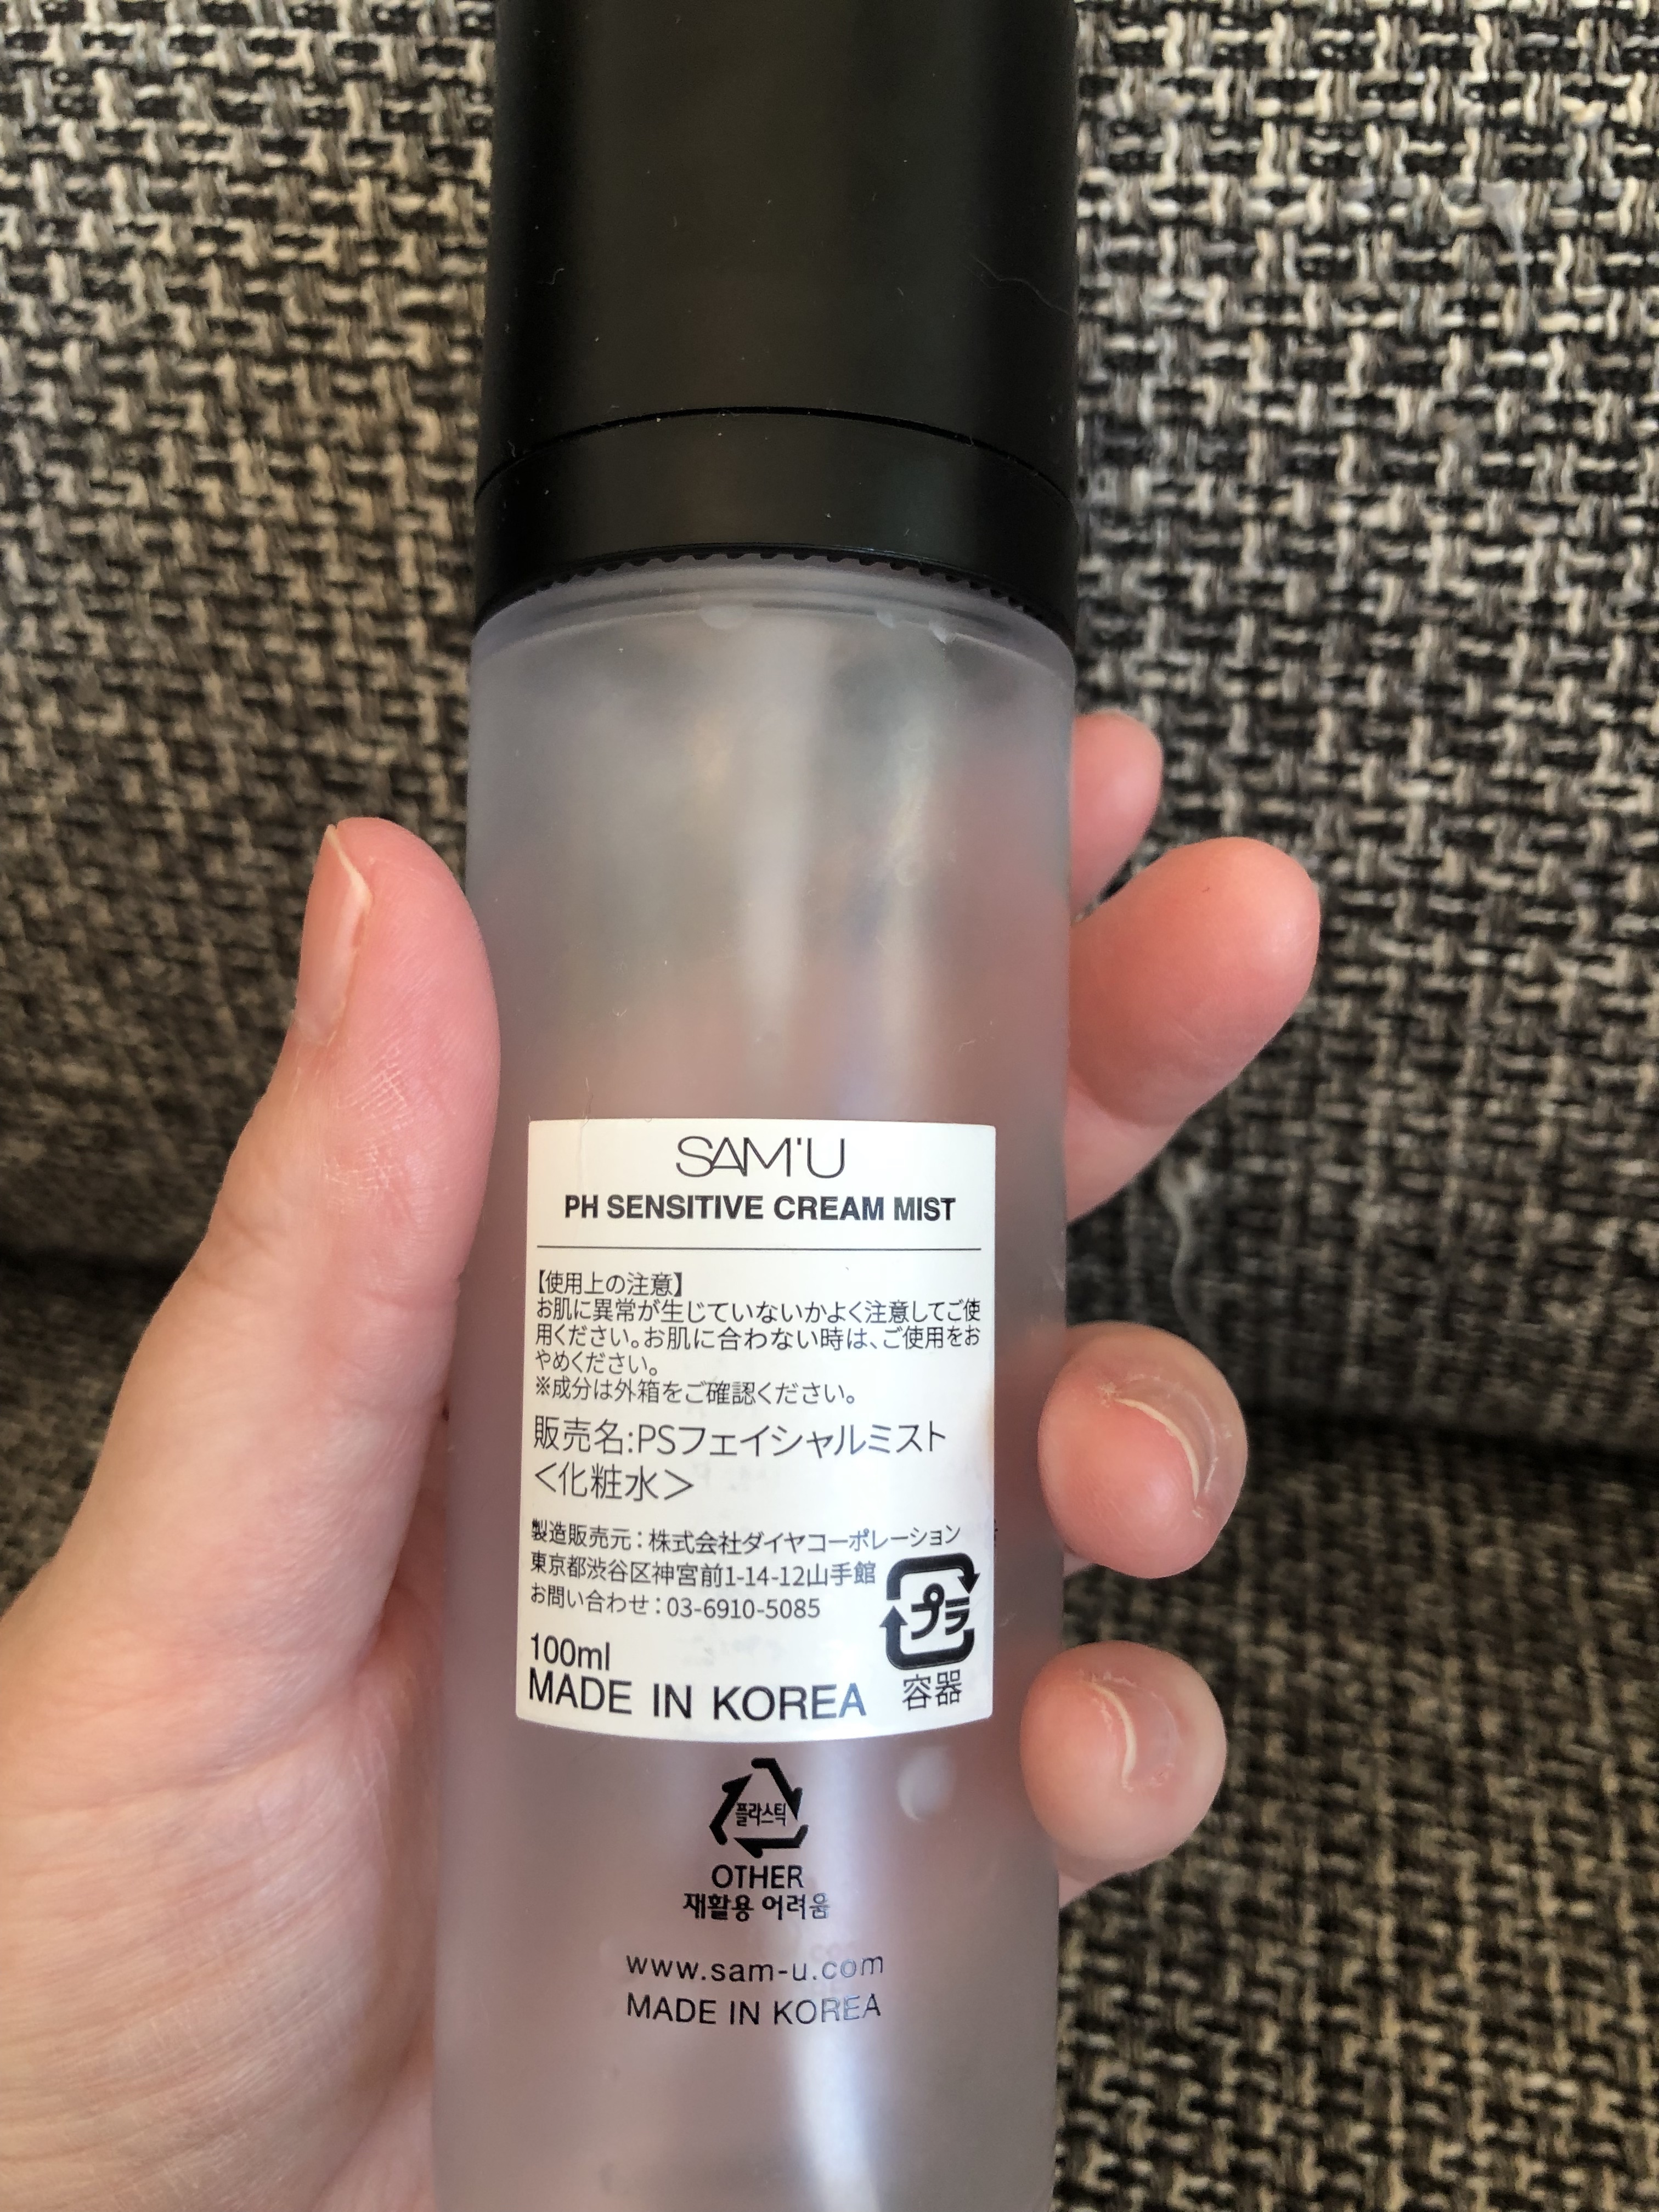 SAM'U
PH SENSITIVE CREAM MIST
【使用上の注意】
お肌に異常が生じていないかよく注意してご使
用ください。お肌に合わない時は、ご使用をお
やめください。
※成分は外箱をご確認ください。
販売名:PSフェイシャルミスト
＜化粧水＞
製造販売元：株式会社ダイヤコーポレーション
東京都渋谷区神宮前1-14-12山手館
お問い合わせ：03-6910-5085
プラ
100ml
MADE IN KOREA
容器
플라스틱
OTHER
재활용 어려움
www.sam-u.com
MADE IN KOREA